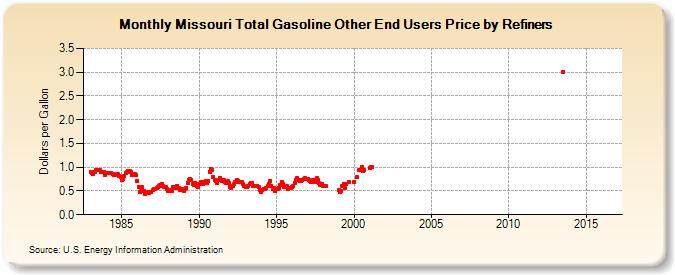 Monthly Missouri Total Gasoline Other End Users Price by Refiners
Dollars per Gallon
3.5
3.0
2.5
2.0
1.5
1.0
0.5
0.0
1985 1990 1995 2000 2005 2010 2015
Source: U.S. Energy Information Administration